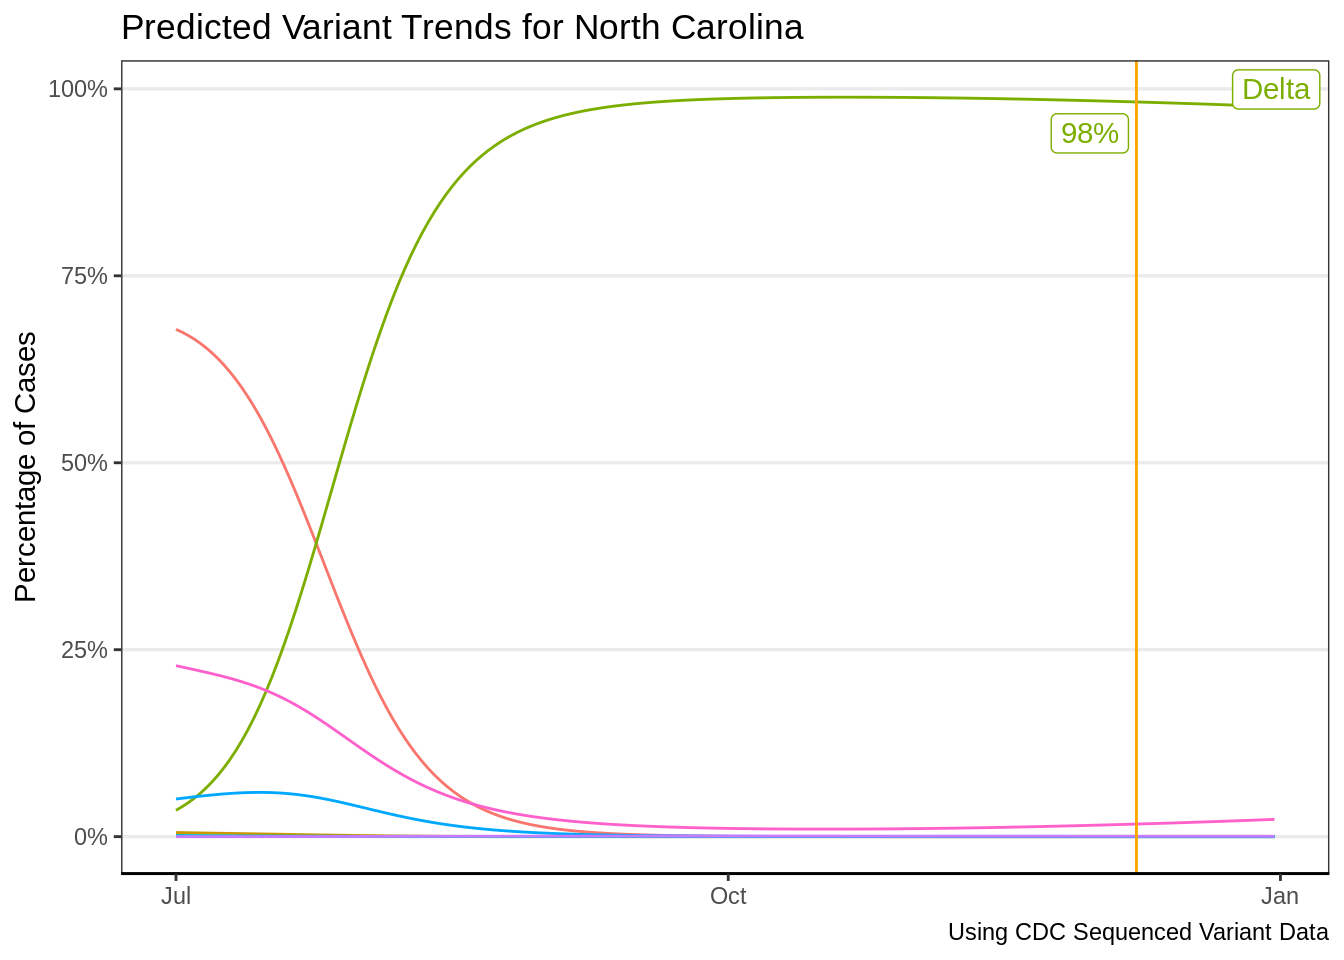 Predicted Variant Trends for North Carolina
Percentage of Cases
100%
75%
50%
25%
0%
Delta
98%
Jul
Oct
Jan
Using CDC Sequenced Variant Data